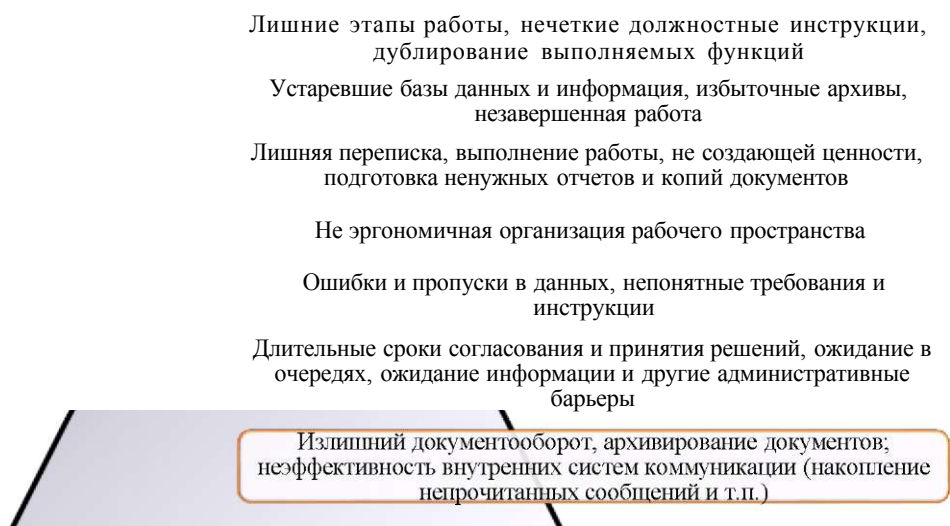 Лишние этапы работы, нечеткие должностные инструкции,
дублирование выполняемых функций
Устаревшие базы данных и информация, избыточные архивы,
незавершенная работа
Лишняя переписка, выполнение работы, не создающей ценности,
подготовка ненужных отчетов и копий документов
Не эргономичная организация рабочего пространства
Ошибки и пропуски в данных, непонятные требования и
инструкции
Длительные сроки согласования и принятия решений, ожидание в
очередях, ожидание информации и другие административные
барьеры
Излишний документооборот, архивирование документов;
неэффективность внутренних систем коммуникации (накопление
непрочитанных сообщений и т.п.)